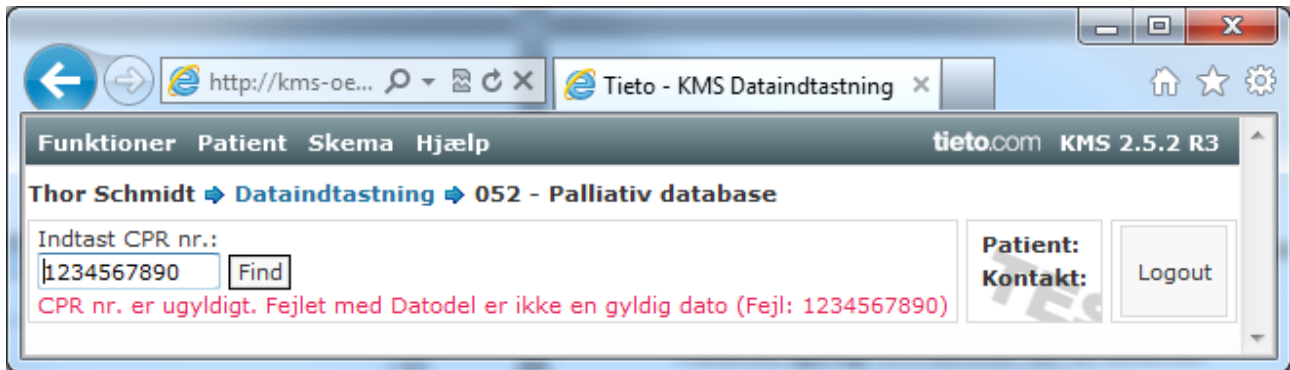 http://kms-oe...
Tieto - KMS Dataindtastning
Funktioner Patient Skema Hjælp
tieto.com KMS 2.5.2 R3
Thor Schmidt Dataindtastning 052 - Palliativ database
Indtast CPR nr.:
1234567890 Find
CPR nr. er ugyldigt. Fejlet med Datodel er ikke en gyldig dato (Fejl: 1234567890)
Patient:
Kontakt:
Logout